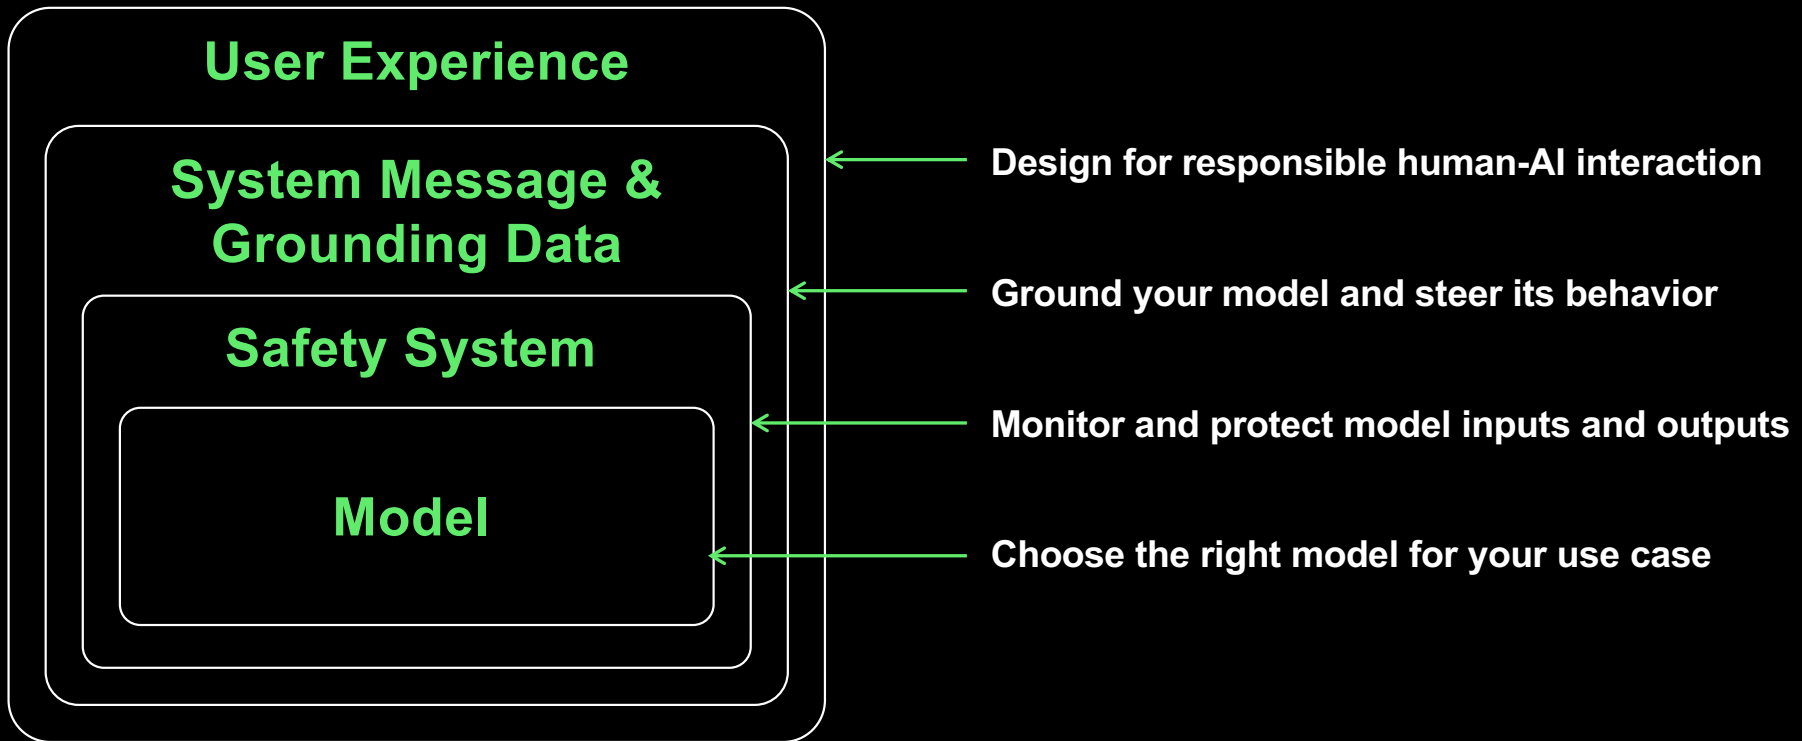 User Experience
System Message &
Grounding Data
Safety System
Model
Design for responsible human-AI interaction
Ground your model and steer its behavior
Monitor and protect model inputs and outputs
Choose the right model for your use case